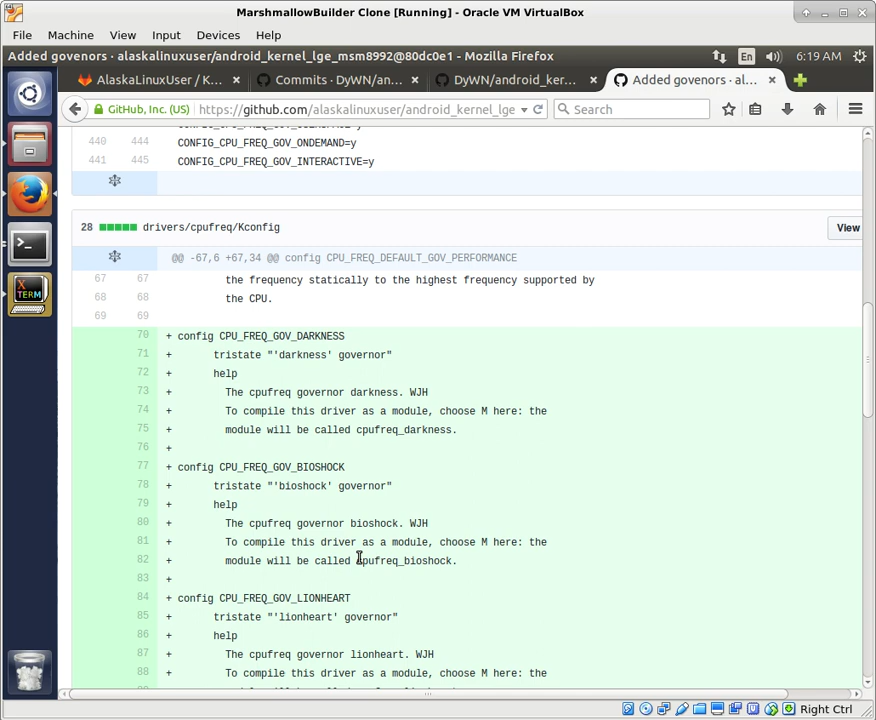 MarshmallowBuilder Clone [Running] - Oracle VM VirtualBox
File Machine View Input Devices Help
Added govenors · alaskalinuxuser/android_kernel_lge_msm8992@80dc0e1 - Mozilla Firefox
En 6:19 AM
AlaskaLinuxUser / K... × Commits · DyWN/an... × DyWN/android_ker... × Added govenors · al... ×
GitHub, Inc. (US) https://github.com/alaskalinuxuser/android_kernel_lge Search
440 444 CONFIG_CPU_FREQ_GOV_ONDEMAND=y
441 445 CONFIG_CPU_FREQ_GOV_INTERACTIVE=y
28 drivers/cpufreq/Kconfig View
@@ -67,6 +67,34 @@ config CPU_FREQ_DEFAULT_GOV_PERFORMANCE
67 67 the frequency statically to the highest frequency supported by
68 68 the CPU.
69 69
70 + config CPU_FREQ_GOV_DARKNESS
71 + tristate "'darkness' governor"
72 + help
73 + The cpufreq governor darkness. WJH
74 + To compile this driver as a module, choose M here: the
75 + module will be called cpufreq_darkness.
76 +
77 + config CPU_FREQ_GOV_BIOSHOCK
78 + tristate "'bioshock' governor"
79 + help
80 + The cpufreq governor bioshock. WJH
81 + To compile this driver as a module, choose M here: the
82 + module will be called cpufreq_bioshock.
83 +
84 + config CPU_FREQ_GOV_LIONHEART
85 + tristate "'lionheart' governor"
86 + help
87 + The cpufreq governor lionheart. WJH
88 + To compile this driver as a module, choose M here: the
X TERM
Right Ctrl